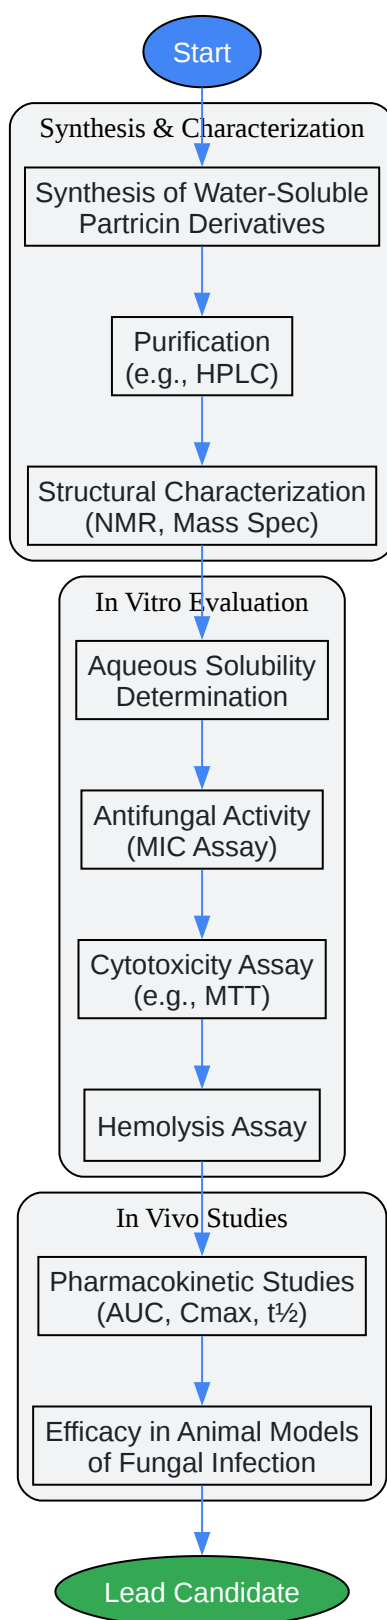 Start
Synthesis & Characterization
Synthesis of Water-Soluble
Partricin Derivatives
Purification
(e.g., HPLC)
Structural Characterization
(NMR, Mass Spec)
In Vitro Evaluation
Aqueous Solubility
Determination
Antifungal Activity
(MIC Assay)
Cytotoxicity Assay
(e.g., MTT)
Hemolysis Assay
In Vivo Studies
Pharmacokinetic Studies
(AUC, Cmax, t½)
Efficacy in Animal Models
of Fungal Infection
Lead Candidate